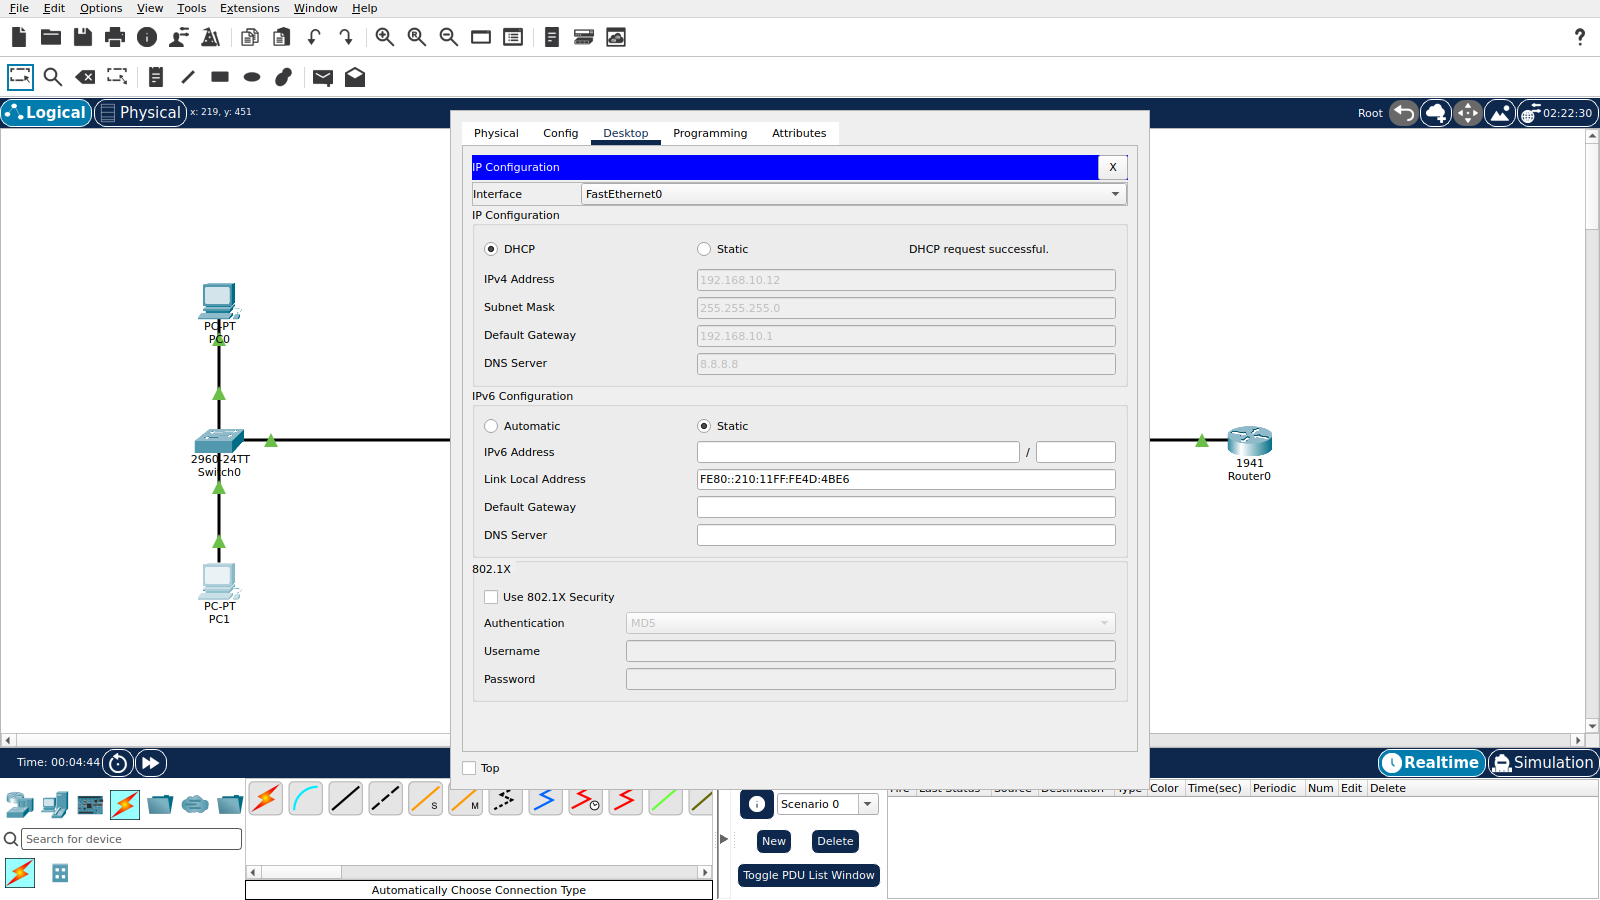 File Edit Options View Tools Extensions Window Help
Logical Physical x: 219, y: 451 Root 02:22:30
Physical Config Desktop Programming Attributes
IP Configuration X
Interface FastEthernet0
IP Configuration
DHCP Static DHCP request successful.
IPv4 Address 192.168.10.12
Subnet Mask 255.255.255.0
Default Gateway 192.168.10.1
DNS Server 8.8.8.8
IPv6 Configuration
Automatic Static
IPv6 Address /
Link Local Address FE80::210:11FF:FE4D:4BE6
Default Gateway
DNS Server
802.1X
Use 802.1X Security
Authentication MD5
Username
Password
Top
PC-PT
PC0
2960-24TT
Switch0
PC-PT
PC1
1941
Router0
Time: 00:04:44 Realtime Simulation
Search for device
S M
Automatically Choose Connection Type
Scenario 0
New Delete
Toggle PDU List Window
Fire Last Status Source Destination Type Color Time(sec) Periodic Num Edit Delete